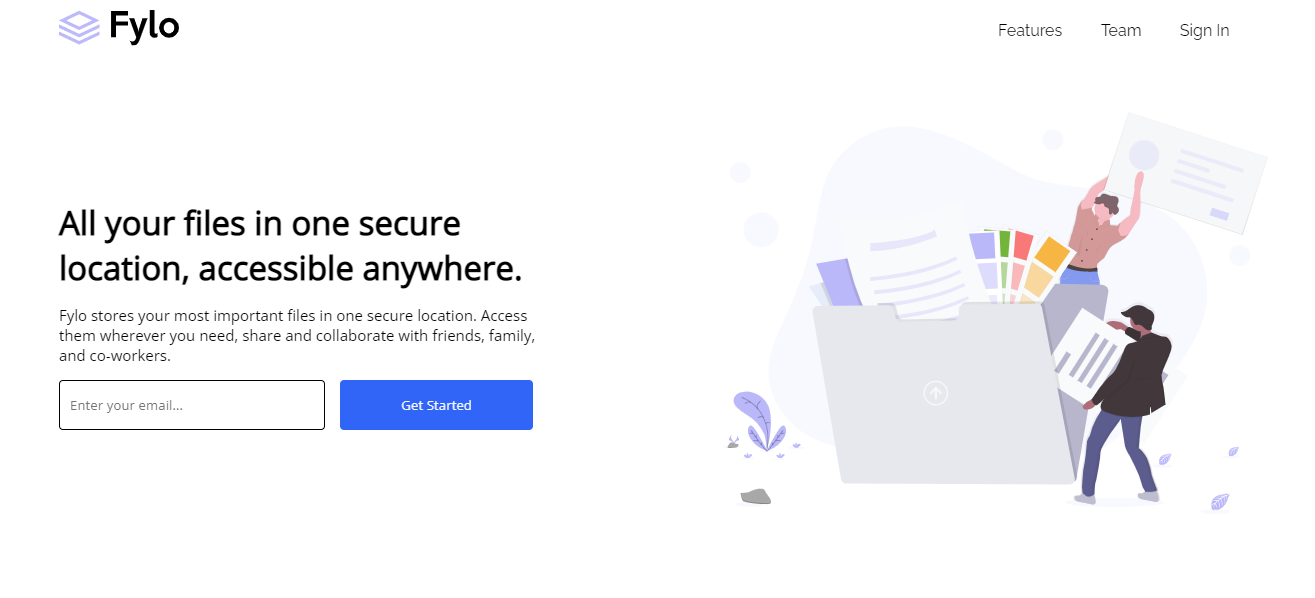 Fylo
Features
Team
Sign In
All your files in one secure
location, accessible anywhere.
Fylo stores your most important files in one secure location. Access
them wherever you need, share and collaborate with friends, family,
and co-workers.
Enter your email...
Get Started